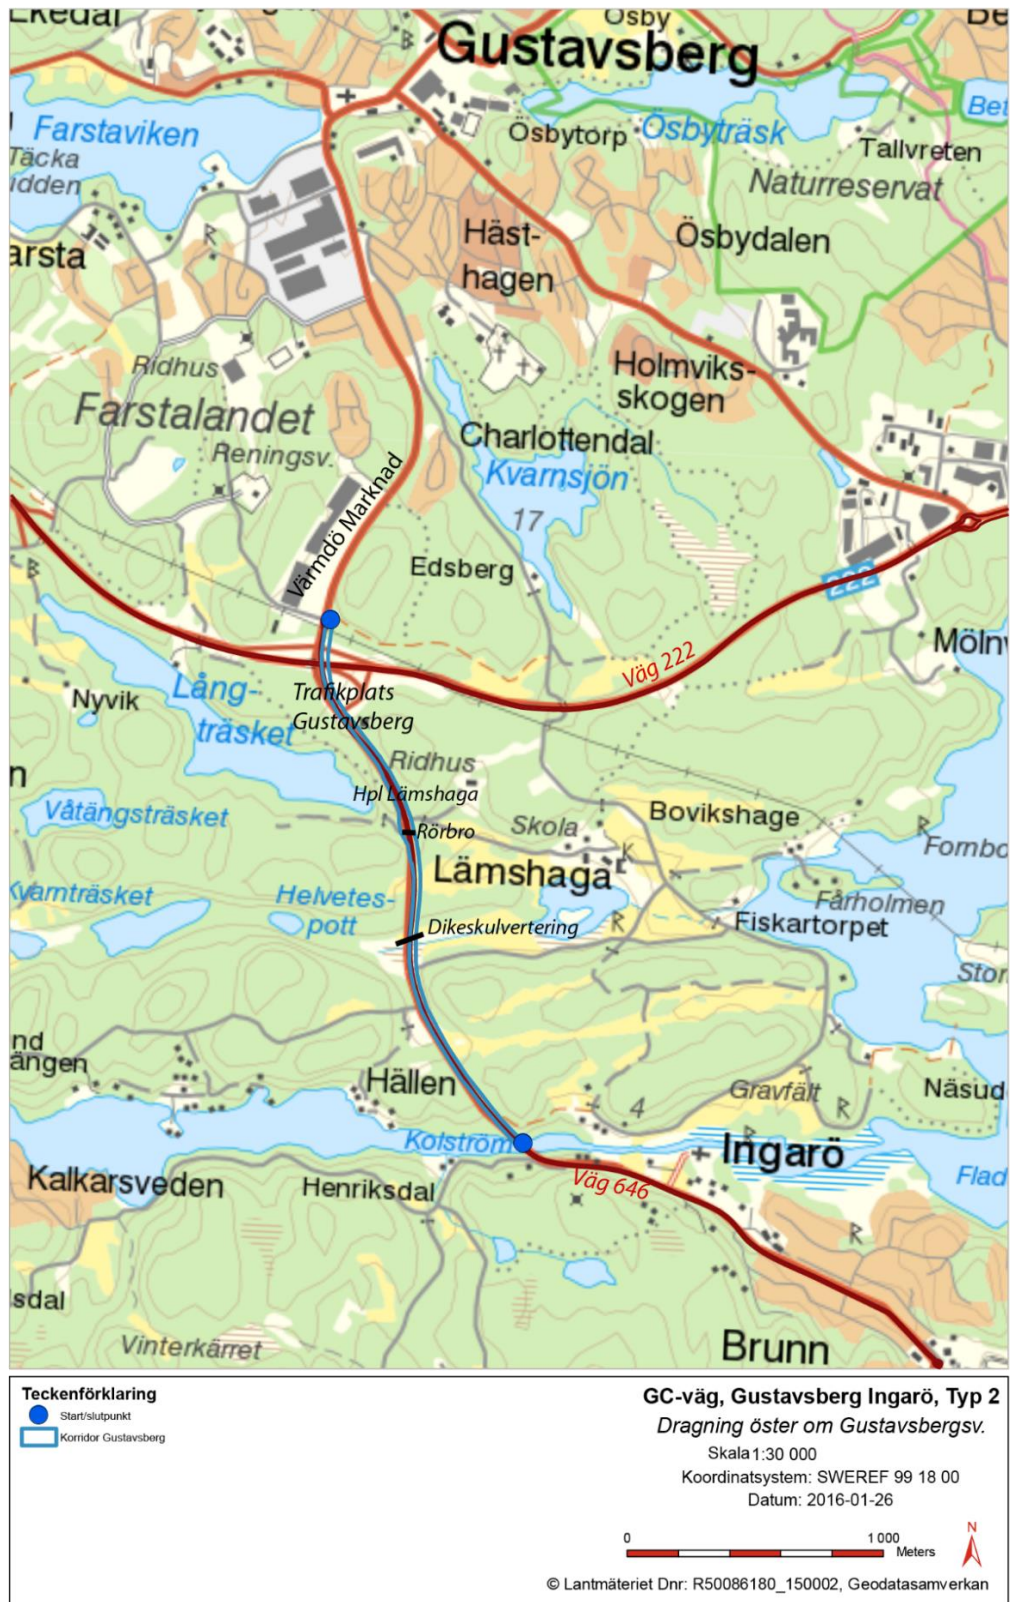 Ekedal
Ösby
Gustavsberg
Farstaviken
Ösbytorp
Ösbyträsk
Tallvreten
Täcka
udden
Naturreservat
arsta
Häst-
hagen
Ösbydalen
Ridhus
Holmviks-
skogen
Farstalandet
Reningsv.
Charlottendal
Kvarnsjön
17
Värmdö Marknad
Edsberg
222
Väg 222
Mölnv
Nyvik
Lång-
träsket
Trafikplats
Gustavsberg
Ridhus
Hpl Lämshaga
Våtängsträsket
Rörbro
Skola
Bovikshage
Lämshaga
Fornbo
Kvarnträsket
Helvetes-
pott
Fårholmen
Fiskartorpet
Dikeskulvertering
Stor
nd
ängen
Hällen
Gravfält
Näsud
4
Kolström
Ingarö
Kalkarsveden
Henriksdal
Väg 646
Flad
sdal
Vinterkärret
Brunn
Teckenförklaring
Start/slutpunkt
Korridor Gustavsberg
GC-väg, Gustavsberg Ingarö, Typ 2
Dragning öster om Gustavsbergsv.
Skala 1:30 000
Koordinatsystem: SWEREF 99 18 00
Datum: 2016-01-26
0 1 000
Meters
N
© Lantmäteriet Dnr: R50086180_150002, Geodatasamverkan